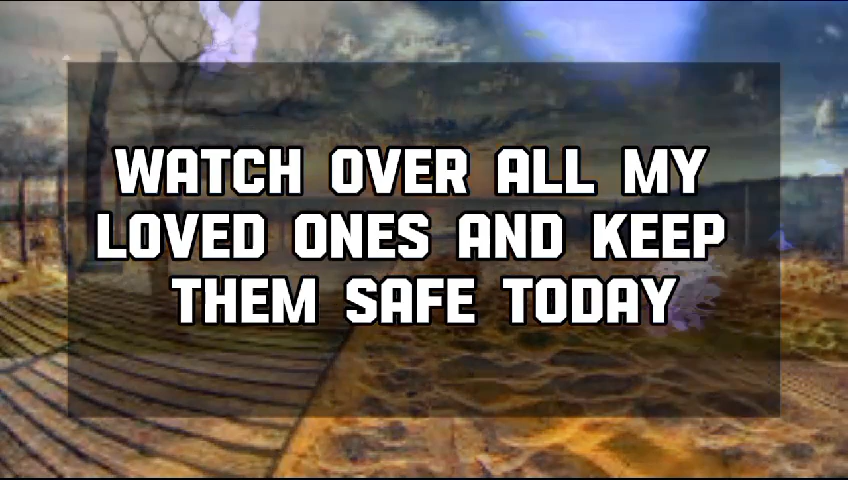 WATCH OVER ALL MY
LOVED ONES AND KEEP
THEM SAFE TODAY